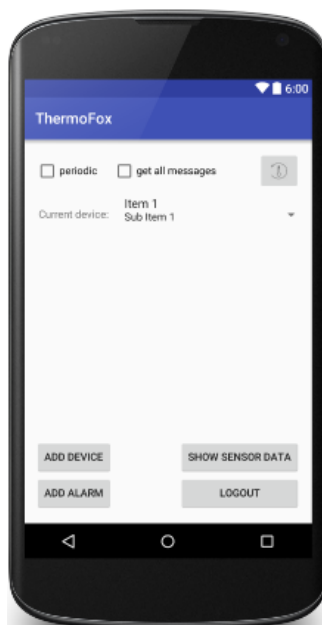 6:00
ThermoFox
periodic get all messages
Current device: Item 1
Sub Item 1
ADD DEVICE SHOW SENSOR DATA
ADD ALARM LOGOUT